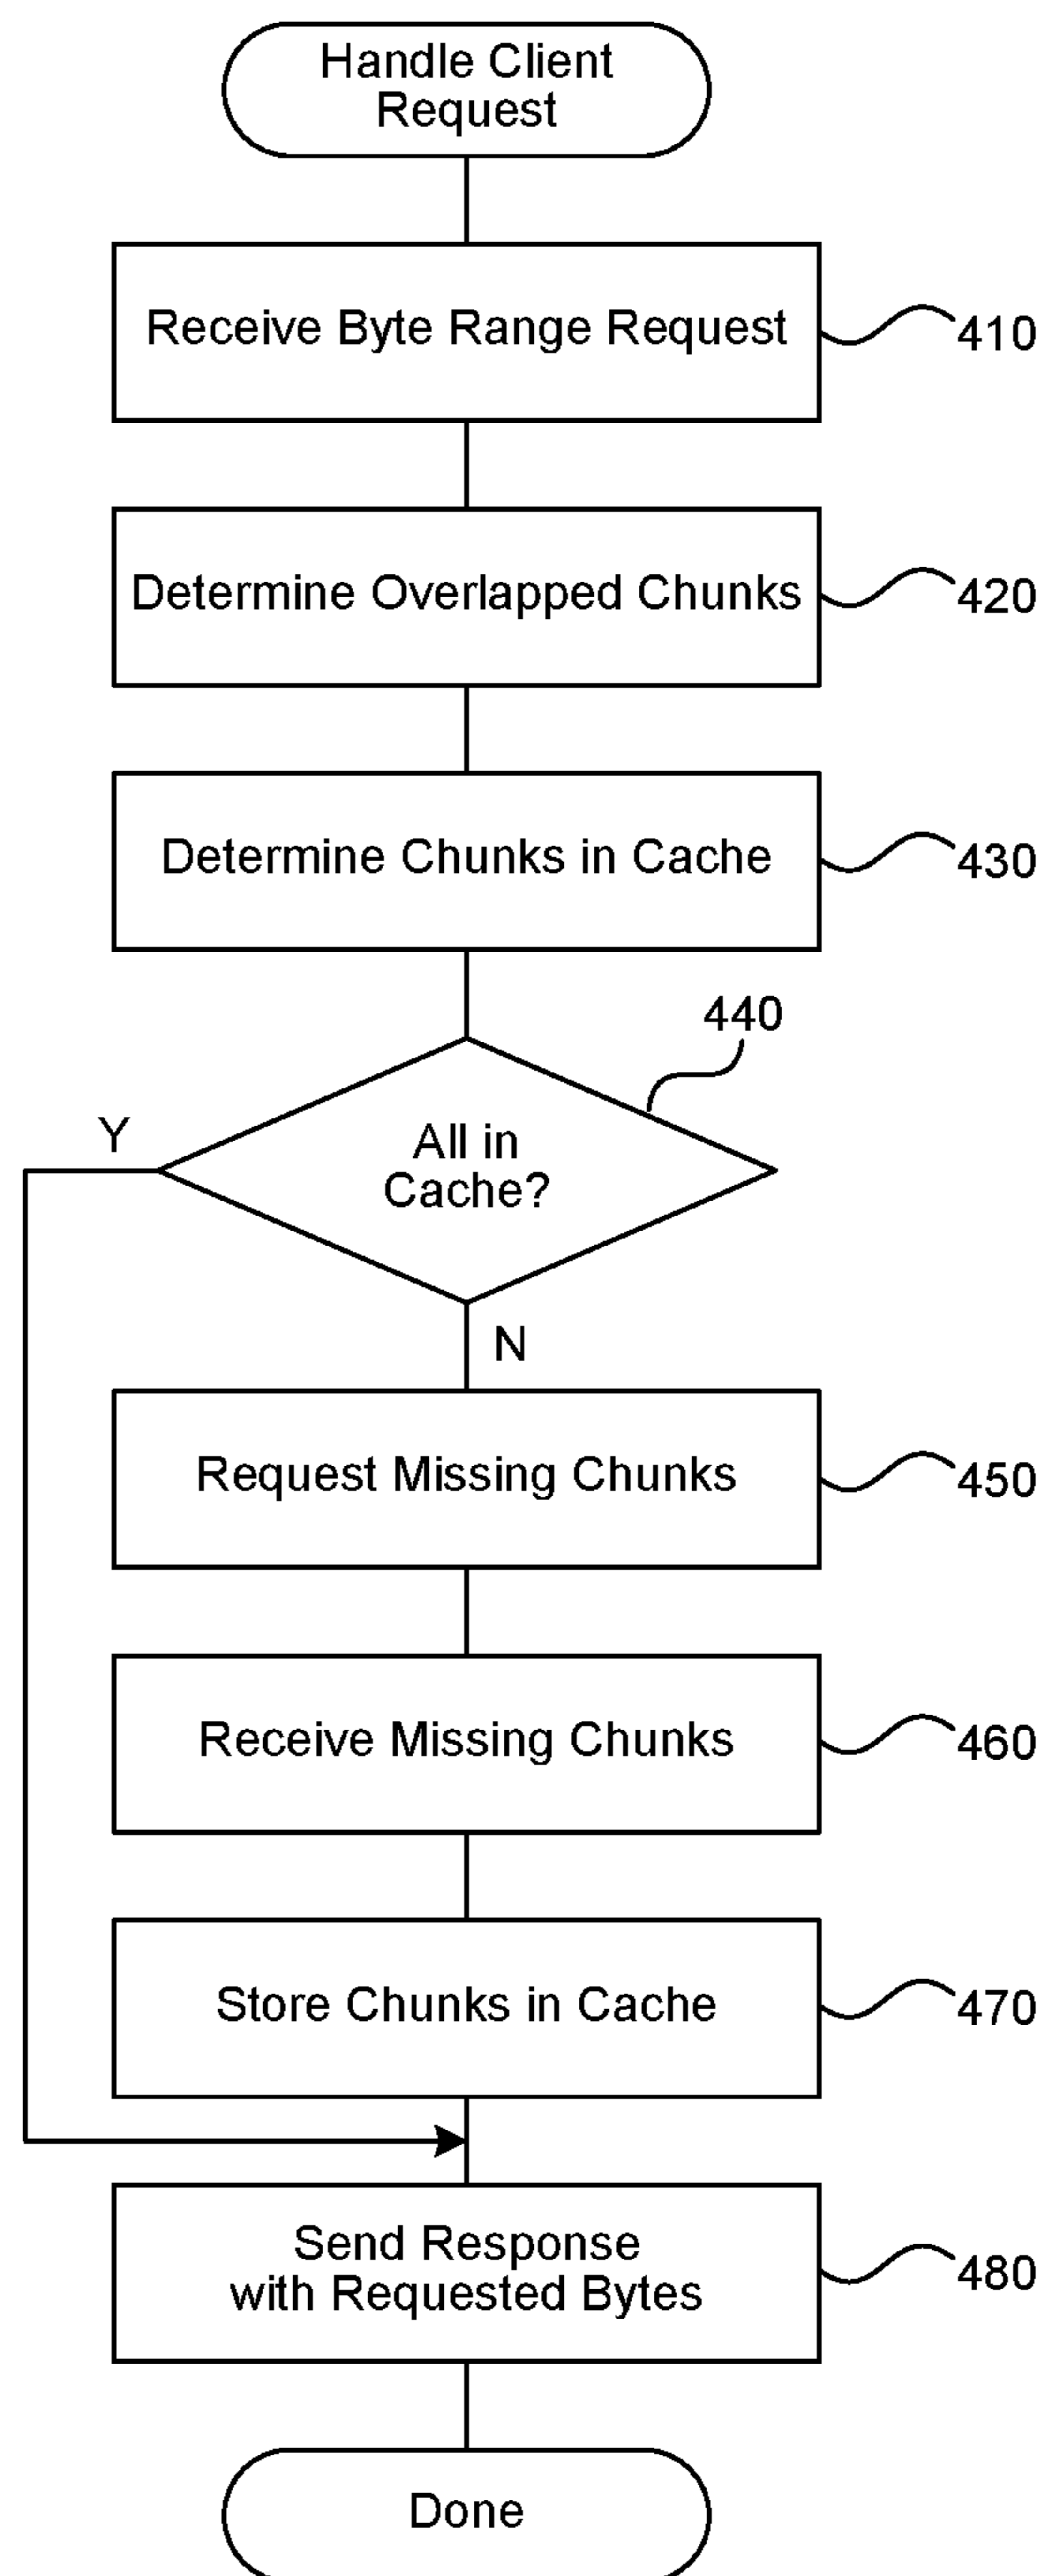 Handle Client
Request
Receive Byte Range Request
410
Determine Overlapped Chunks
420
Determine Chunks in Cache
430
440
Y
All in
Cache?
N
Request Missing Chunks
450
Receive Missing Chunks
460
Store Chunks in Cache
470
Send Response
with Requested Bytes
480
Done